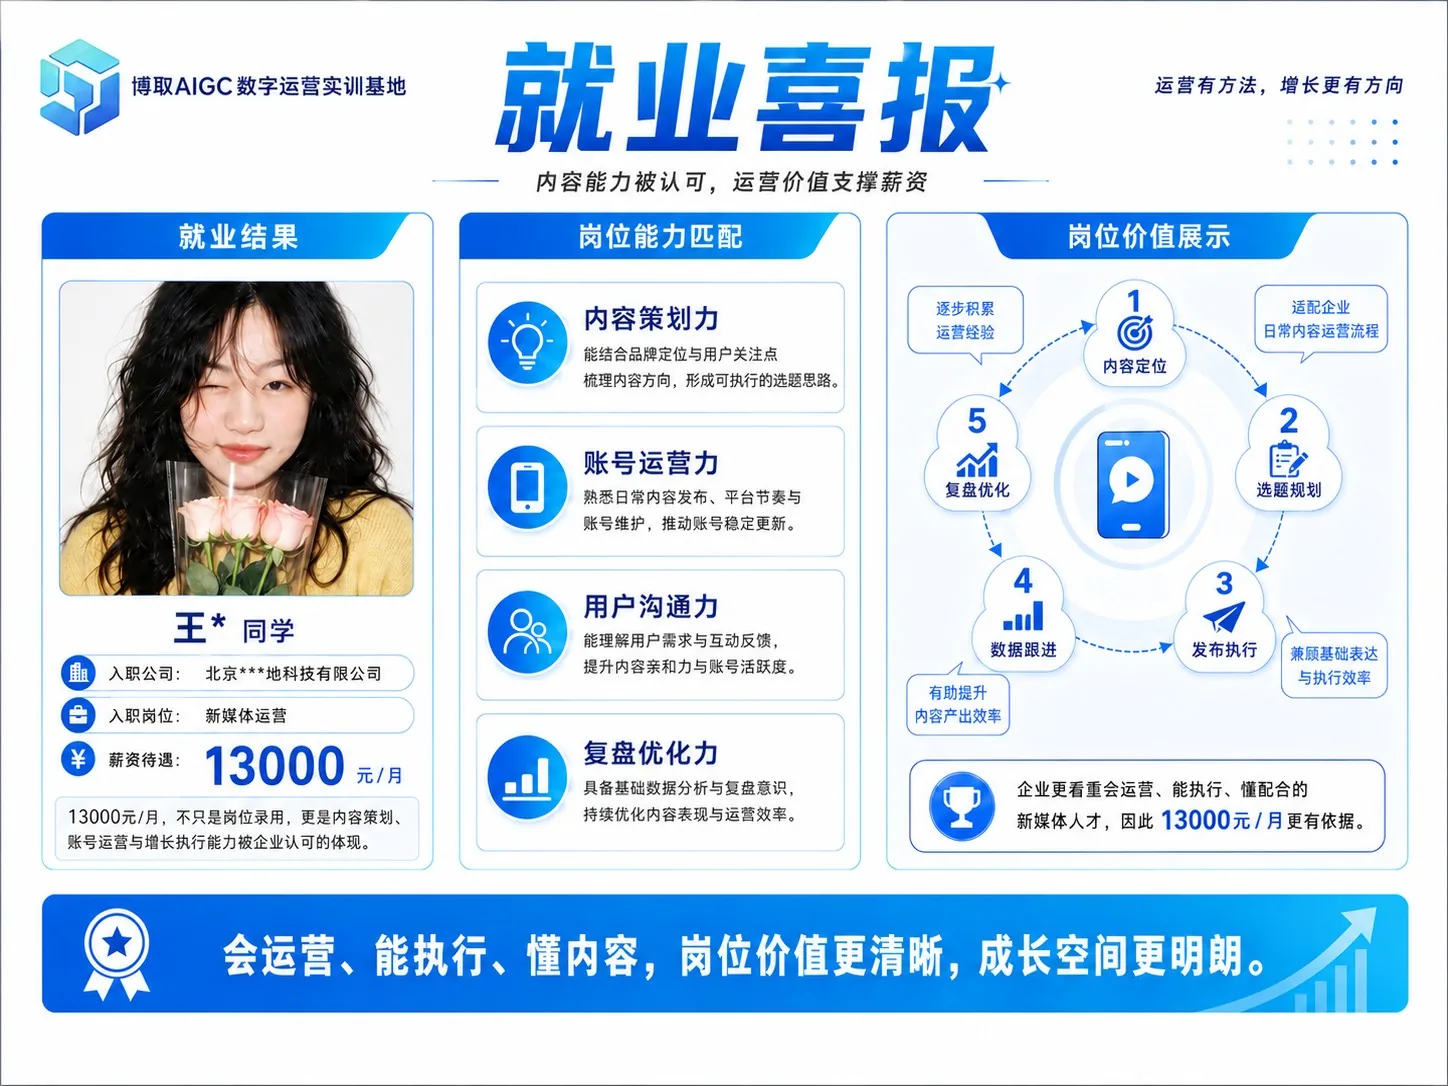 博取AIGC数字运营实训基地
就业喜报
运营有方法，增长更有方向
内容能力被认可，运营价值支撑薪资
就业结果
王* 同学
入职公司： 北京***地科技有限公司
入职岗位： 新媒体运营
¥ 薪资待遇： 13000 元/月
13000元/月，不只是岗位录用，更是内容策划、
账号运营与增长执行能力被企业认可的体现。
岗位能力匹配
内容策划力
能结合品牌定位与用户关注点
梳理内容方向，形成可执行的选题思路。
账号运营力
熟悉日常内容发布、平台节奏与
账号维护，推动账号稳定更新。
用户沟通力
能理解用户需求与互动反馈，
提升内容亲和力与账号活跃度。
复盘优化力
具备基础数据分析与复盘意识，
持续优化内容表现与运营效率。
岗位价值展示
逐步积累
运营经验
1
内容定位
适配企业
日常内容运营流程
5
复盘优化
2
选题规划
4
数据跟进
3
发布执行
有助提升
内容产出效率
兼顾基础表达
与执行效率
企业更看重会运营、能执行、懂配合的
新媒体人才，因此 13000元/月更有依据。
会运营、能执行、懂内容，岗位价值更清晰，成长空间更明朗。